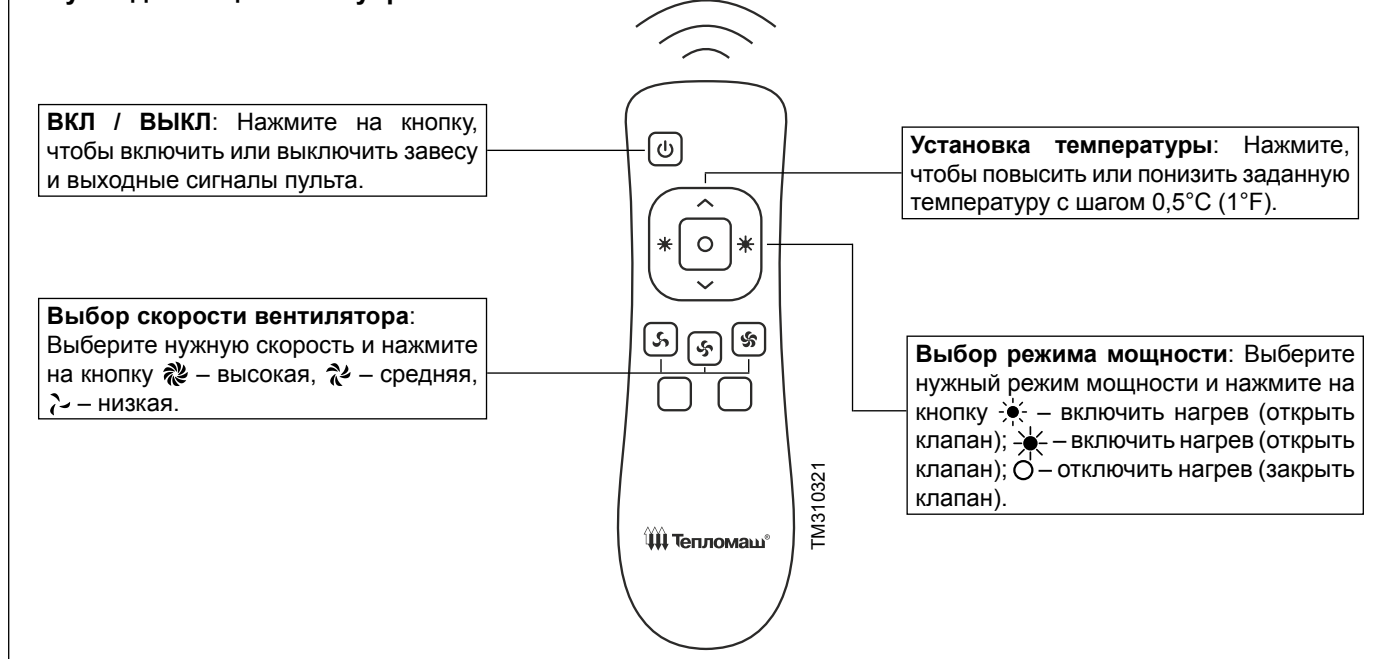 ВКЛ / ВЫКЛ: Нажмите на кнопку,
чтобы включить или выключить завесу
и выходные сигналы пульта.
Установка температуры: Нажмите,
чтобы повысить или понизить заданную
температуру с шагом 0,5°C (1°F).
Выбор скорости вентилятора:
Выберите нужную скорость и нажмите
на кнопку – высокая, – средняя,
– низкая.
Выбор режима мощности: Выберите
нужный режим мощности и нажмите на
кнопку – включить нагрев (открыть
клапан); – включить нагрев (открыть
клапан); – отключить нагрев (закрыть
клапан).
TM310321
Тепломаш®